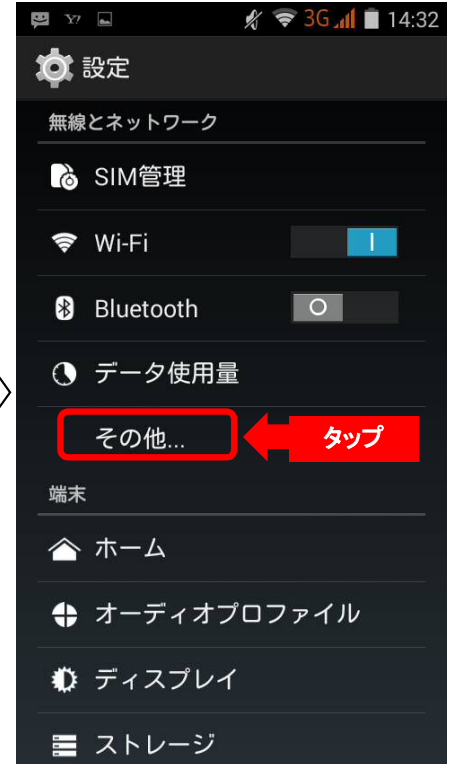 3G 14:32
設定
無線とネットワーク
SIM管理
Wi-Fi
Bluetooth
データ使用量
その他...
タップ
端末
ホーム
オーディオプロファイル
ディスプレイ
ストレージ